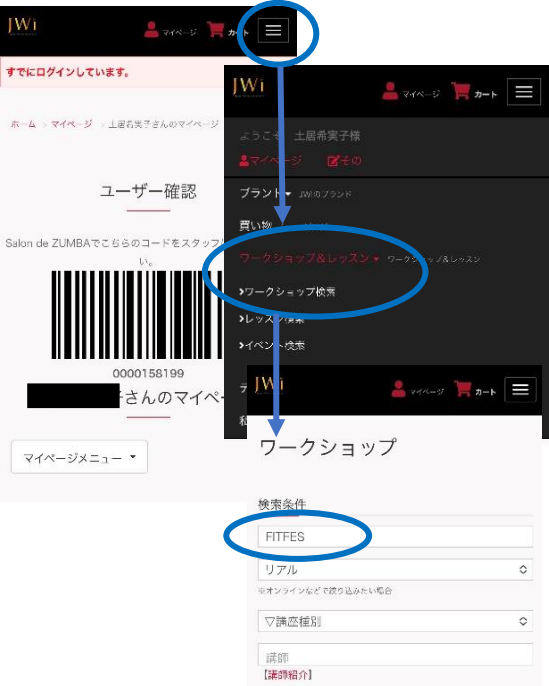 JWi
マイページ カート
すでにログインしています。
ホーム > マイページ > 土居希実子さんのマイページ
ユーザー確認
Salon de ZUMBAでこちらのコードをスタッフ
い。
0000158199
子さんのマイペー
マイページメニュー
JWi
マイページ カート
ようこそ 土居希実子様
マイページ その
ブランド JWiのブランド
買い物
ワークショップ&レッスン ワークショップ&レッスン
>ワークショップ検索
>レッスン検索
>イベント検索
JWi
マイページ カート
ワークショップ
検索条件
FITFES
リアル
※オンラインなどで絞り込みたい場合
▽講座種別
講師
【講師紹介】